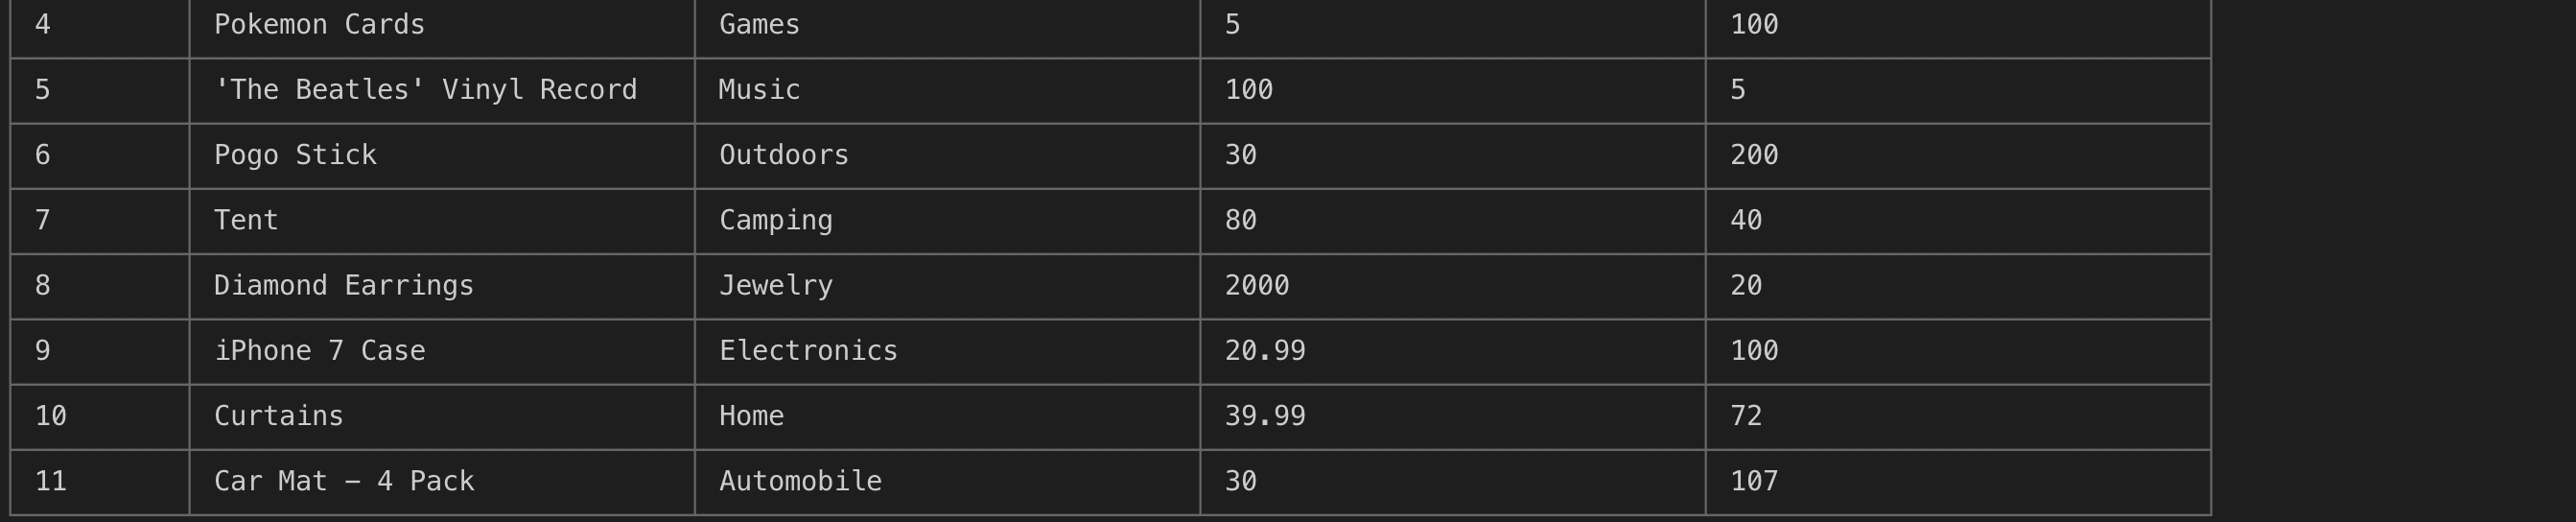 4 Pokemon Cards Games 5 100
5 'The Beatles' Vinyl Record Music 100 5
6 Pogo Stick Outdoors 30 200
7 Tent Camping 80 40
8 Diamond Earrings Jewelry 2000 20
9 iPhone 7 Case Electronics 20.99 100
10 Curtains Home 39.99 72
11 Car Mat – 4 Pack Automobile 30 107